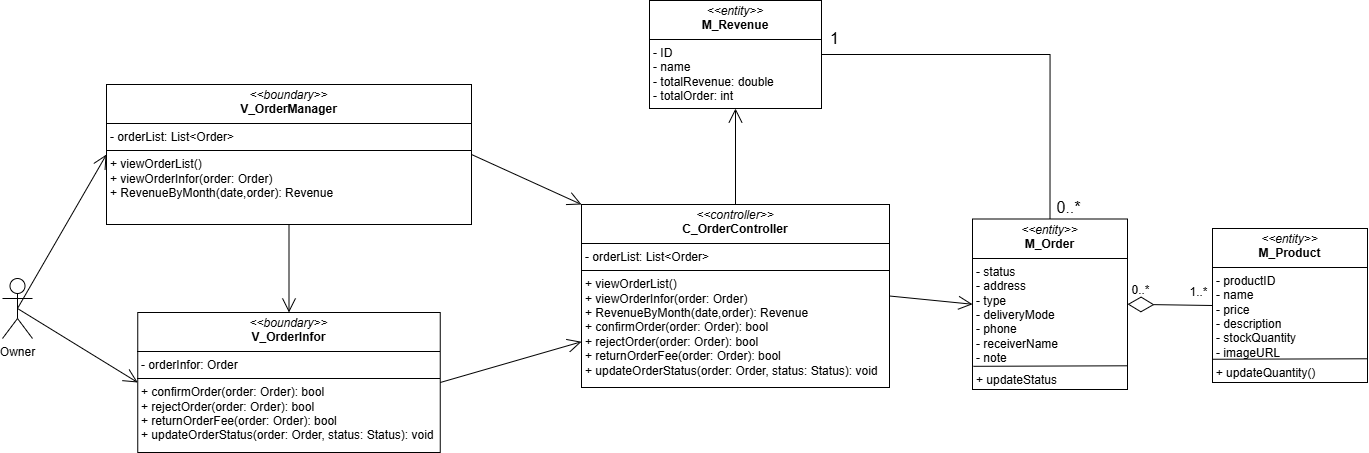 <<entity>>
M_Revenue
- ID
- name
- totalRevenue: double
- totalOrder: int
1
0..*
<<boundary>>
V_OrderManager
- orderList: List<Order>
+ viewOrderList()
+ viewOrderInfor(order: Order)
+ RevenueByMonth(date,order): Revenue
Owner
<<boundary>>
V_OrderInfor
- orderInfor: Order
+ confirmOrder(order: Order): bool
+ rejectOrder(order: Order): bool
+ returnOrderFee(order: Order): bool
+ updateOrderStatus(order: Order, status: Status): void
<<controller>>
C_OrderController
- orderList: List<Order>
+ viewOrderList()
+ viewOrderInfor(order: Order)
+ RevenueByMonth(date,order): Revenue
+ confirmOrder(order: Order): bool
+ rejectOrder(order: Order): bool
+ returnOrderFee(order: Order): bool
+ updateOrderStatus(order: Order, status: Status): void
<<entity>>
M_Order
- status
- address
- type
- deliveryMode
- phone
- receiverName
- note
+ updateStatus
0..*
1..*
<<entity>>
M_Product
- productID
- name
- price
- description
- stockQuantity
- imageURL
+ updateQuantity()